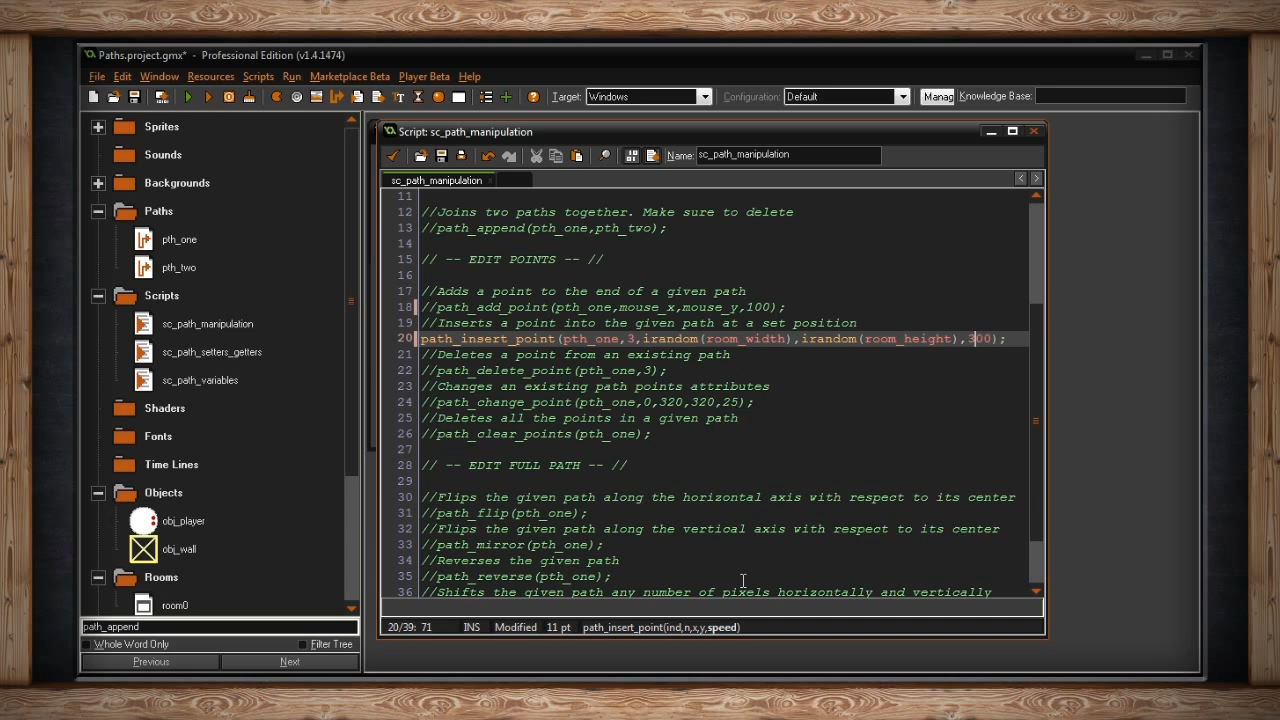 Paths.project.gmx* - Professional Edition (v1.4.1474)
File Edit Window Resources Scripts Run Marketplace Beta Player Beta Help
Target: Windows Configuration: Default Manag Knowledge Base:
Sprites
Sounds
Backgrounds
Paths
pth_one
pth_two
Scripts
sc_path_manipulation
sc_path_setters_getters
sc_path_variables
Shaders
Fonts
Time Lines
Objects
obj_player
obj_wall
Rooms
room0
path_append
Whole Word Only Filter Tree
Previous Next
Script: sc_path_manipulation
Name: sc_path_manipulation
sc_path_manipulation
11
12 //Joins two paths together. Make sure to delete
13 //path_append(pth_one,pth_two);
14
15 // -- EDIT POINTS -- //
16
17 //Adds a point to the end of a given path
18 //path_add_point(pth_one,mouse_x,mouse_y,100);
19 //Inserts a point into the given path at a set position
20 path_insert_point(pth_one,3,irandom(room_width),irandom(room_height),300);
21 //Deletes a point from an existing path
22 //path_delete_point(pth_one,3);
23 //Changes an existing path points attributes
24 //path_change_point(pth_one,0,320,320,25);
25 //Deletes all the points in a given path
26 //path_clear_points(pth_one);
27
28 // -- EDIT FULL PATH -- //
29
30 //Flips the given path along the horizontal axis with respect to its center
31 //path_flip(pth_one);
32 //Flips the given path along the vertical axis with respect to its center
33 //path_mirror(pth_one);
34 //Reverses the given path
35 //path_reverse(pth_one);
36 //Shifts the given path any number of pixels horizontally and vertically
20/39: 71 INS Modified 11 pt path_insert_point(ind,n,x,y,speed)